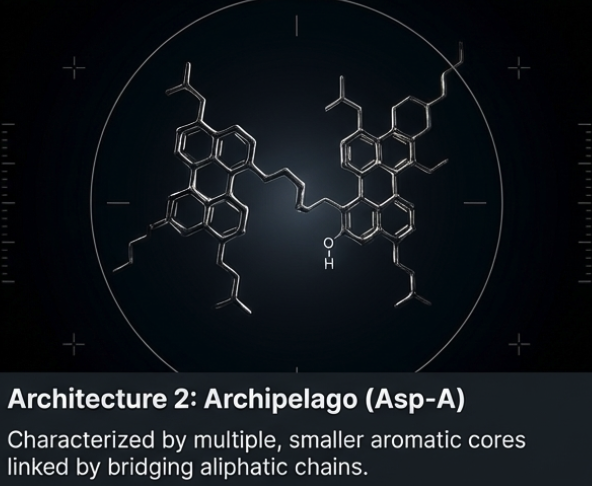 O
H
Architecture 2: Archipelago (Asp-A)
Characterized by multiple, smaller aromatic cores
linked by bridging aliphatic chains.